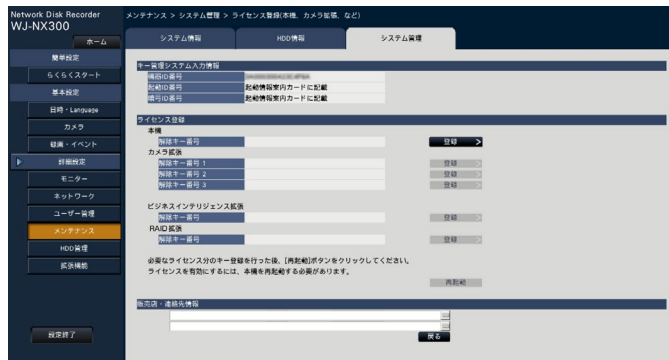 Network Disk Recorder
WJ-NX300
ホーム
メンテナンス > システム管理 > ライセンス登録(本機、カメラ拡張、など)
システム情報
HDD情報
システム管理
簡単設定
らくらくスタート
基本設定
日時・Language
カメラ
録画・イベント
詳細設定
モニター
ネットワーク
ユーザー管理
メンテナンス
HDD管理
拡張機能
設定終了
キー管理システム入力情報
機器ID番号
起動ID番号 起動情報案内カードに記載
暗号ID番号 起動情報案内カードに記載
ライセンス登録
本機
解除キー番号 登録 >
カメラ拡張
解除キー番号 1 登録 >
解除キー番号 2 登録 >
解除キー番号 3 登録 >
ビジネスインテリジェンス拡張
解除キー番号 登録 >
RAID拡張
解除キー番号 登録 >
必要なライセンス分のキー登録を行った後、[再起動]ボタンをクリックしてください。
ライセンスを有効にするには、本機を再起動する必要があります。
再起動
販売店・連絡先情報
戻る